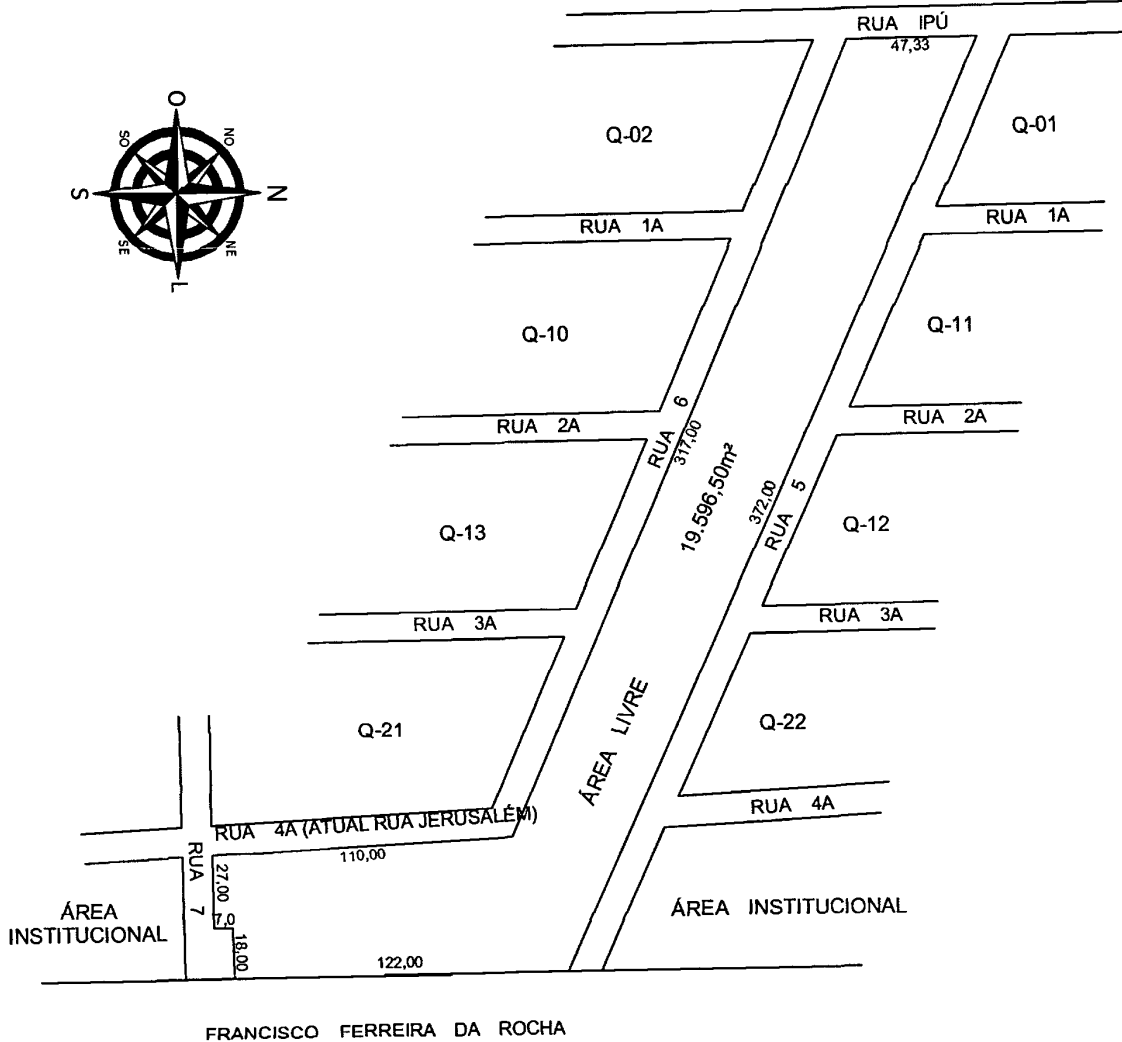 RUA IPÚ
47,33
O
SO
NO
S
N
SE
NE
L
Q-02
Q-01
RUA 1A
RUA 1A
Q-10
Q-11
RUA 2A
RUA 2A
RUA 6
317,00
19.596,50m²
372,00
RUA 5
Q-13
Q-12
RUA 3A
RUA 3A
Q-21
ÁREA LIVRE
Q-22
RUA 4A (ATUAL RUA JERUSALÉM)
RUA 4A
110,00
RUA 7
27,00
7,0
18,00
ÁREA
INSTITUCIONAL
ÁREA INSTITUCIONAL
122,00
FRANCISCO FERREIRA DA ROCHA